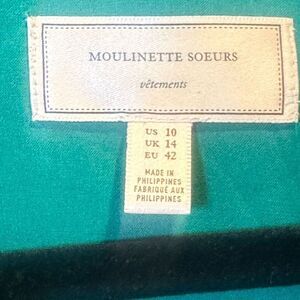 MOULINETTE SOEURS
vêtements
US 10
UK 14
EU 42
MADE IN
PHILIPPINES
FABRIQUÉ AUX
PHILIPPINES